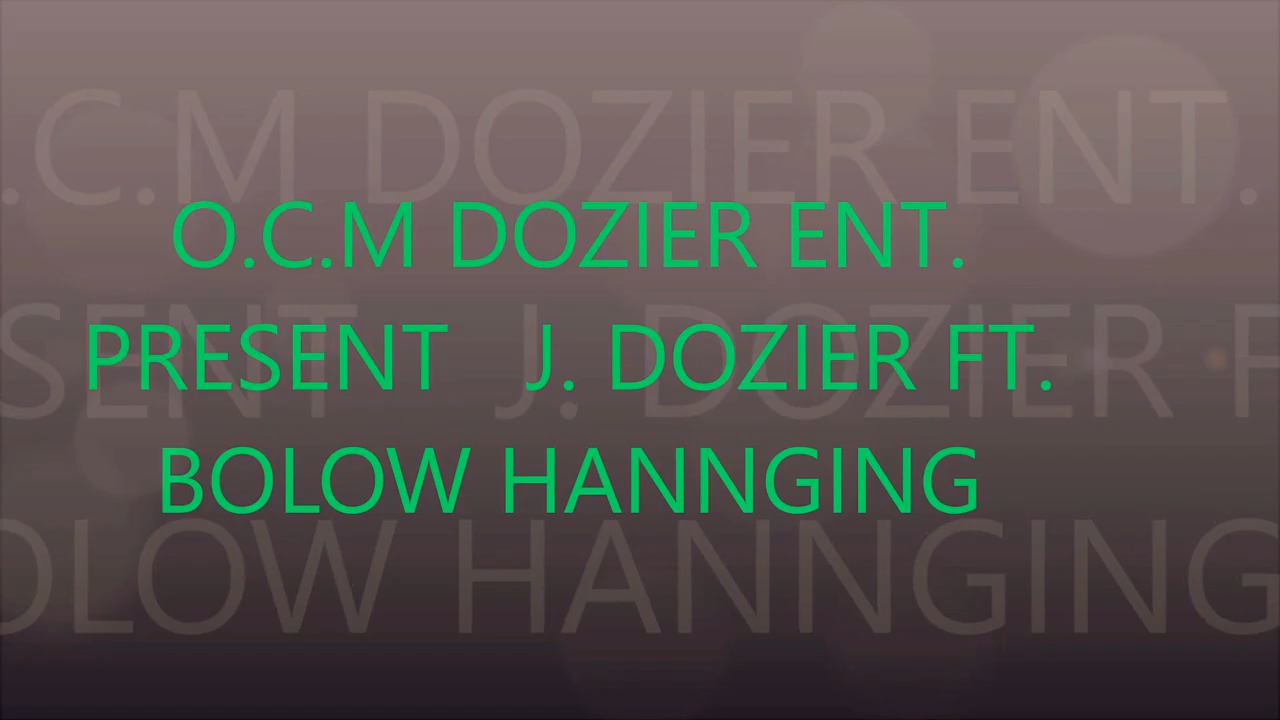 O.C.M DOZIER ENT.
PRESENT   J. DOZIER FT.
BOLOW HANNGING